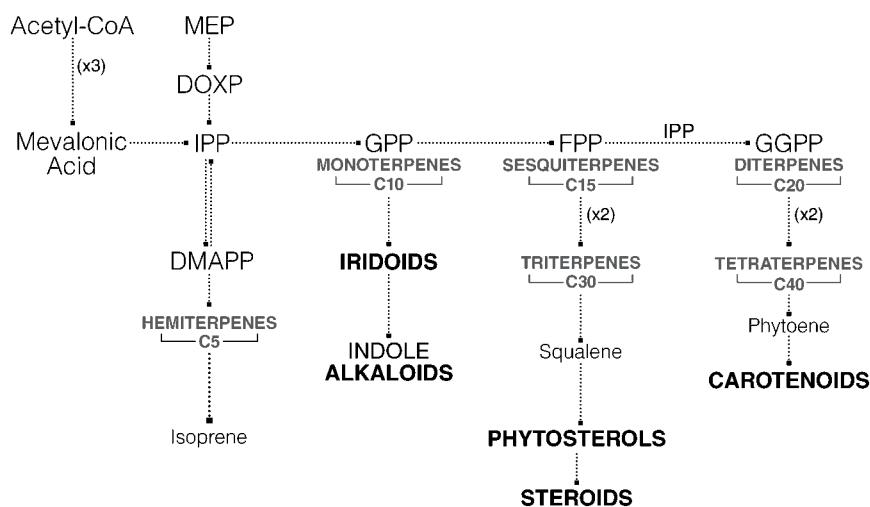 Acetyl-CoA MEP
(x3)
DOXP
Mevalonic Acid IPP GPP FPP IPP GGPP
MONOTERPENES SESQUITERPENES DITERPENES
C10 C15 C20
(x2) (x2)
DMAPP IRIDOIDS TRITERPENES TETRATERPENES
C30 C40
HEMITERPENES
C5
Phytoene
INDOLE
ALKALOIDS
Squalene
CAROTENOIDS
Isoprene
PHYTOSTEROLS
STEROIDS